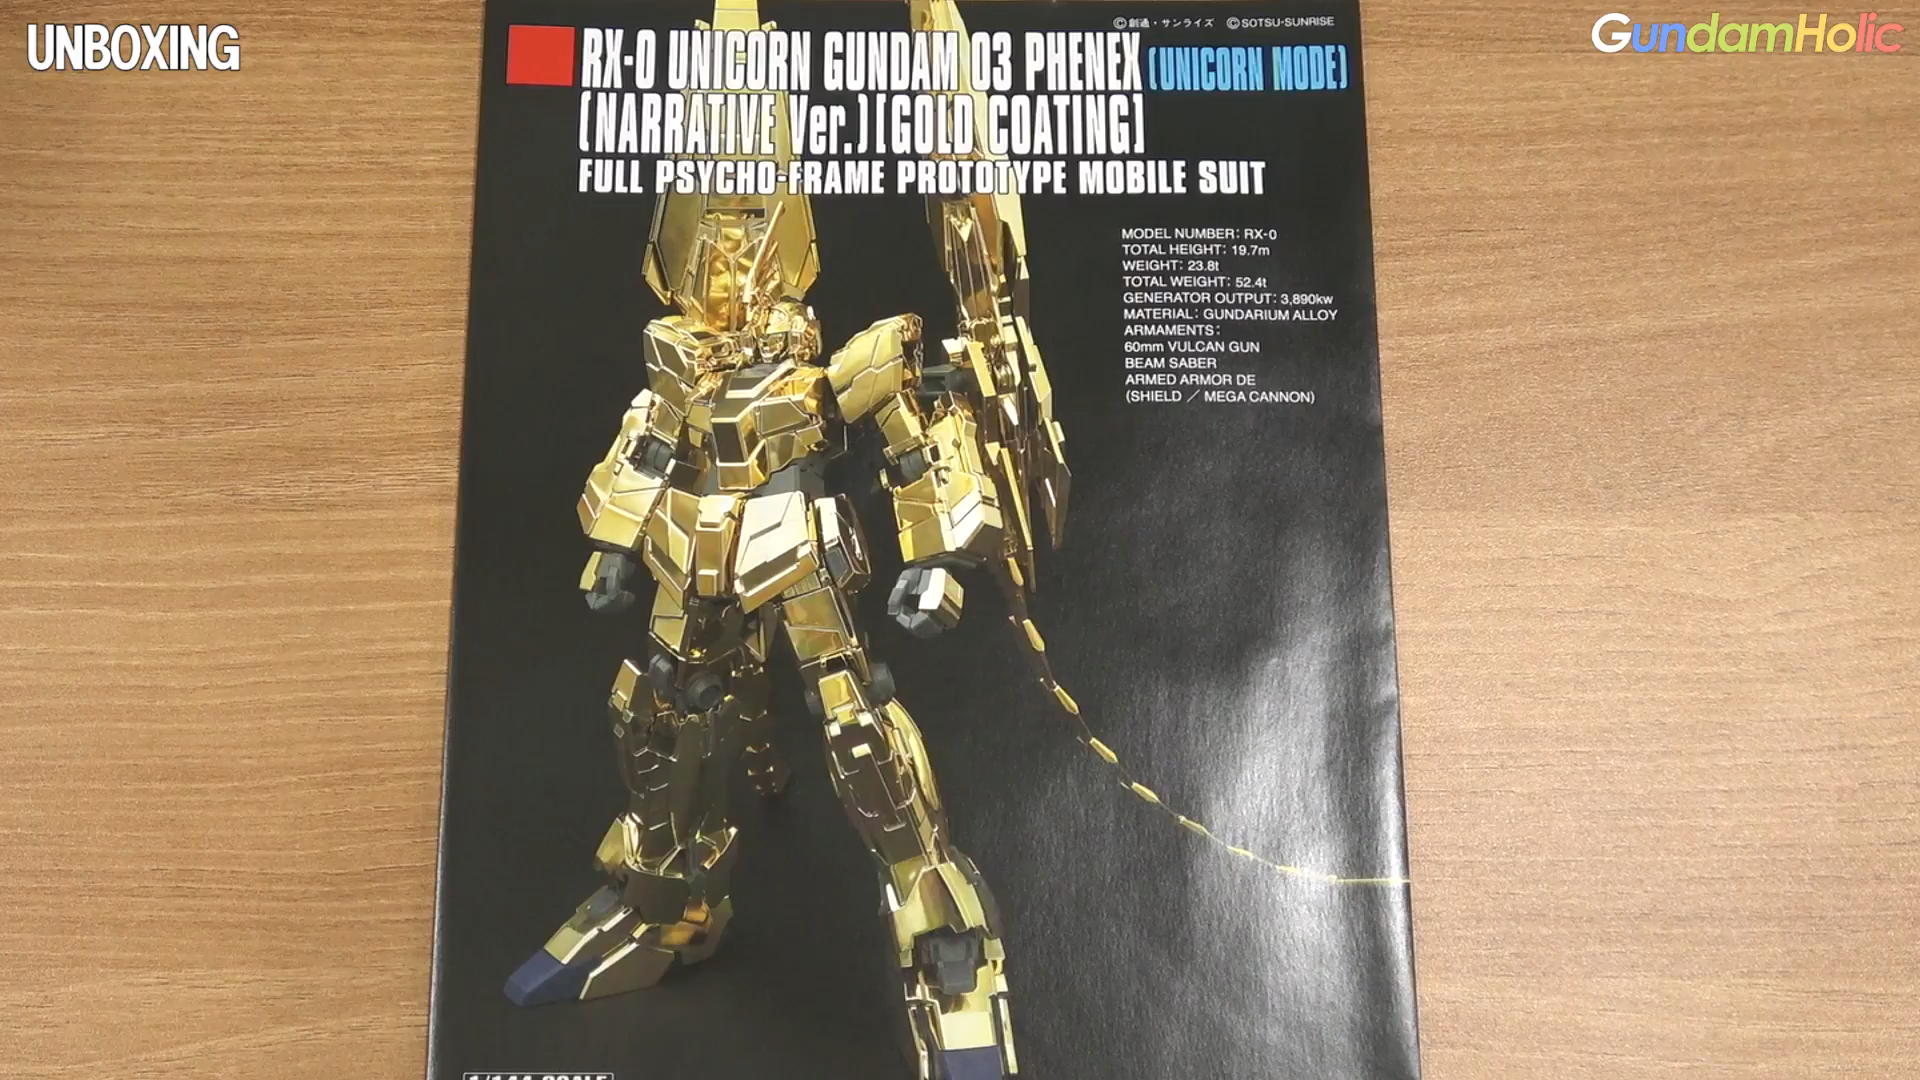 UNBOXING
GundamHolic
©創通・サンライズ ©SOTSU・SUNRISE
RX-0 UNICORN GUNDAM 03 PHENEX (UNICORN MODE)
(NARRATIVE Ver.) [GOLD COATING]
FULL PSYCHO-FRAME PROTOTYPE MOBILE SUIT
MODEL NUMBER: RX-0
TOTAL HEIGHT: 19.7m
WEIGHT: 23.8t
TOTAL WEIGHT: 52.4t
GENERATOR OUTPUT: 3,890kw
MATERIAL: GUNDARIUM ALLOY
ARMAMENTS:
60mm VULCAN GUN
BEAM SABER
ARMED ARMOR DE
(SHIELD / MEGA CANNON)
1/144 SCALE